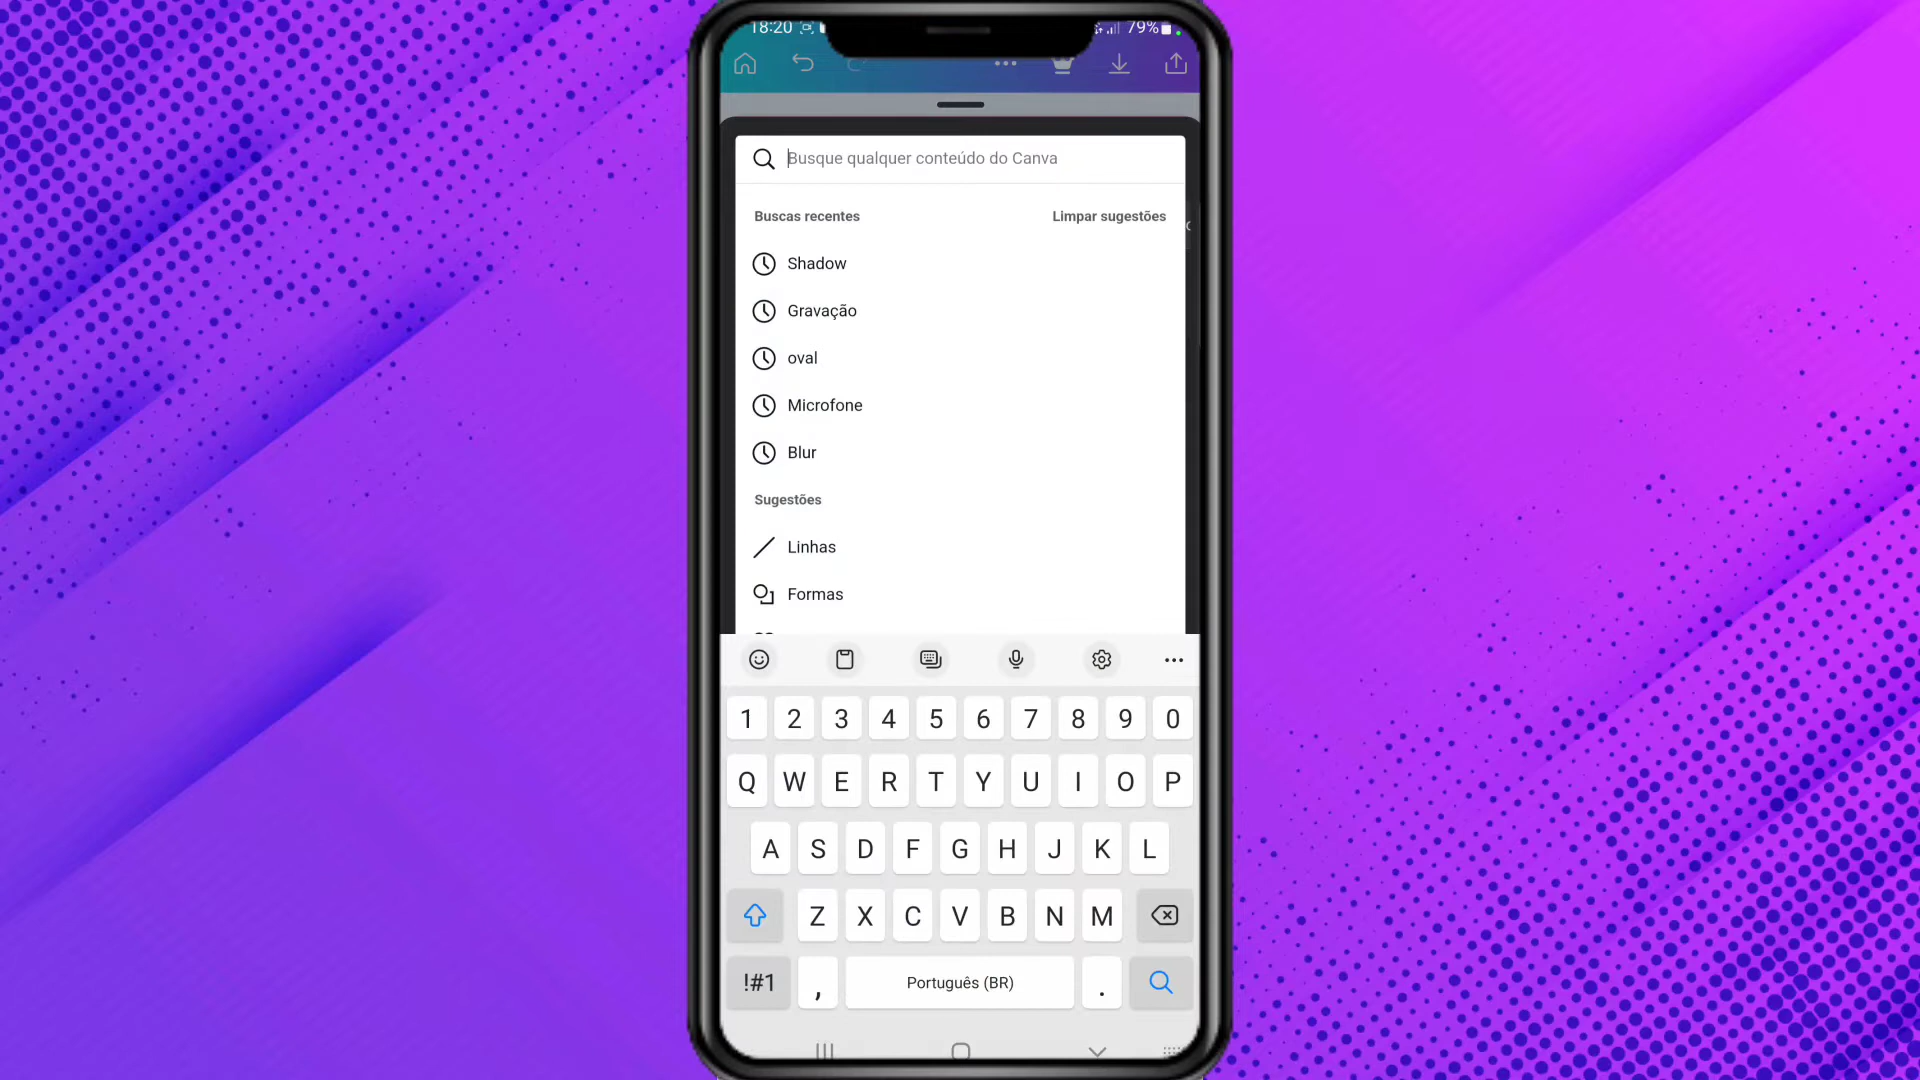 18:20 79%
Busque qualquer conteúdo do Canva
Buscas recentes Limpar sugestões
Shadow
Gravação
oval
Microfone
Blur
Sugestões
Linhas
Formas
1 2 3 4 5 6 7 8 9 0
Q W E R T Y U I O P
A S D F G H J K L
Z X C V B N M
!#1 , Português (BR) .